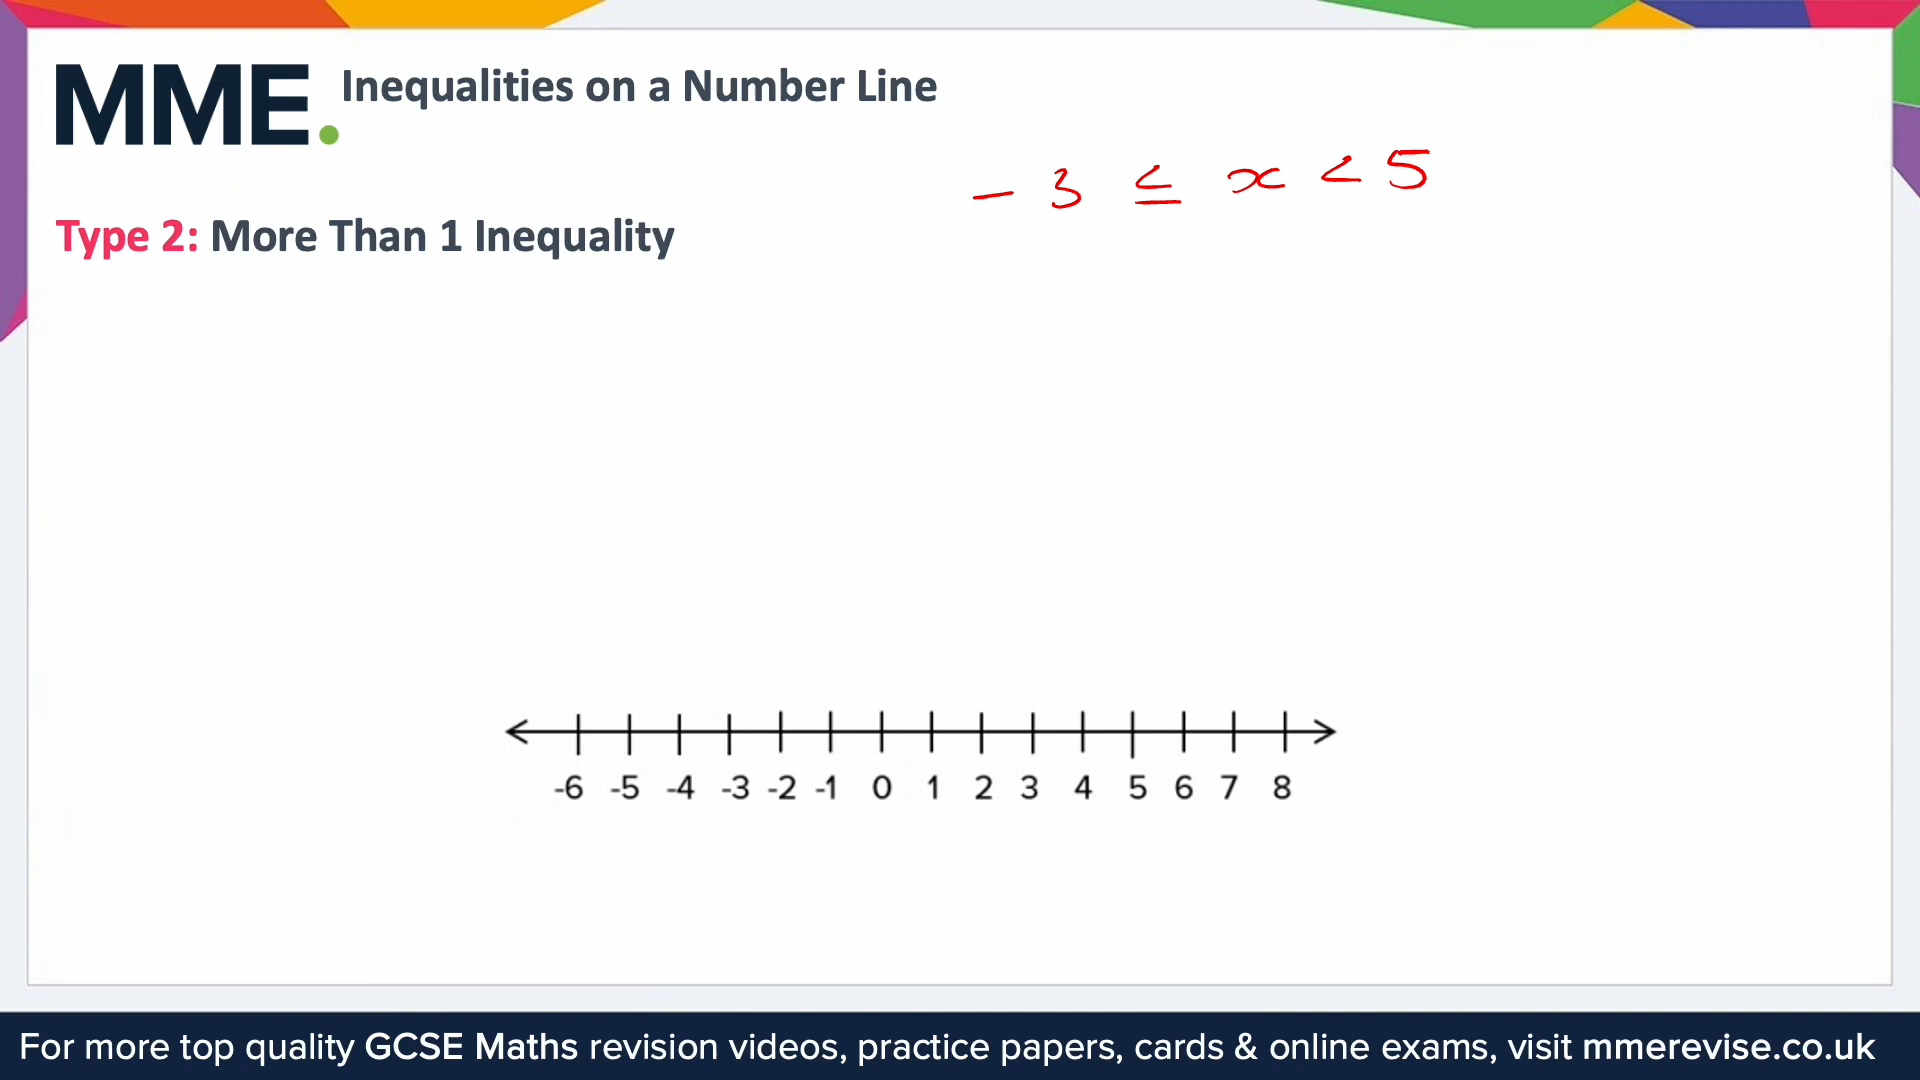 MME. Inequalities on a Number Line
- 3 ≤ x < 5
Type 2: More Than 1 Inequality
-6 -5 -4 -3 -2 -1 0 1 2 3 4 5 6 7 8
For more top quality GCSE Maths revision videos, practice papers, cards & online exams, visit mmerevise.co.uk